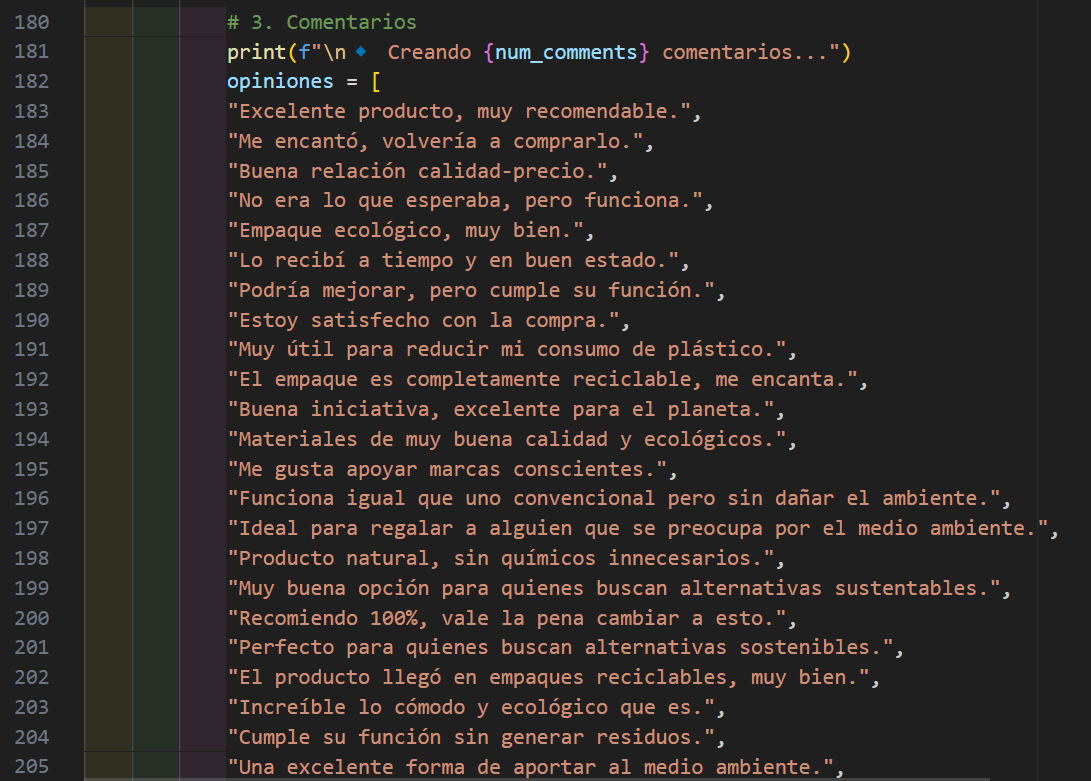 180 # 3. Comentarios
181 print(f"\n🔹 Creando {num_comments} comentarios...")
182 opiniones = [
183 "Excelente producto, muy recomendable.",
184 "Me encantó, volvería a comprarlo.",
185 "Buena relación calidad-precio.",
186 "No era lo que esperaba, pero funciona.",
187 "Empaque ecológico, muy bien.",
188 "Lo recibí a tiempo y en buen estado.",
189 "Podría mejorar, pero cumple su función.",
190 "Estoy satisfecho con la compra.",
191 "Muy útil para reducir mi consumo de plástico.",
192 "El empaque es completamente reciclable, me encanta.",
193 "Buena iniciativa, excelente para el planeta.",
194 "Materiales de muy buena calidad y ecológicos.",
195 "Me gusta apoyar marcas conscientes.",
196 "Funciona igual que uno convencional pero sin dañar el ambiente.",
197 "Ideal para regalar a alguien que se preocupa por el medio ambiente.",
198 "Producto natural, sin químicos innecesarios.",
199 "Muy buena opción para quienes buscan alternativas sustentables.",
200 "Recomiendo 100%, vale la pena cambiar a esto.",
201 "Perfecto para quienes buscan alternativas sostenibles.",
202 "El producto llegó en empaques reciclables, muy bien.",
203 "Increíble lo cómodo y ecológico que es.",
204 "Cumple su función sin generar residuos.",
205 "Una excelente forma de aportar al medio ambiente.",